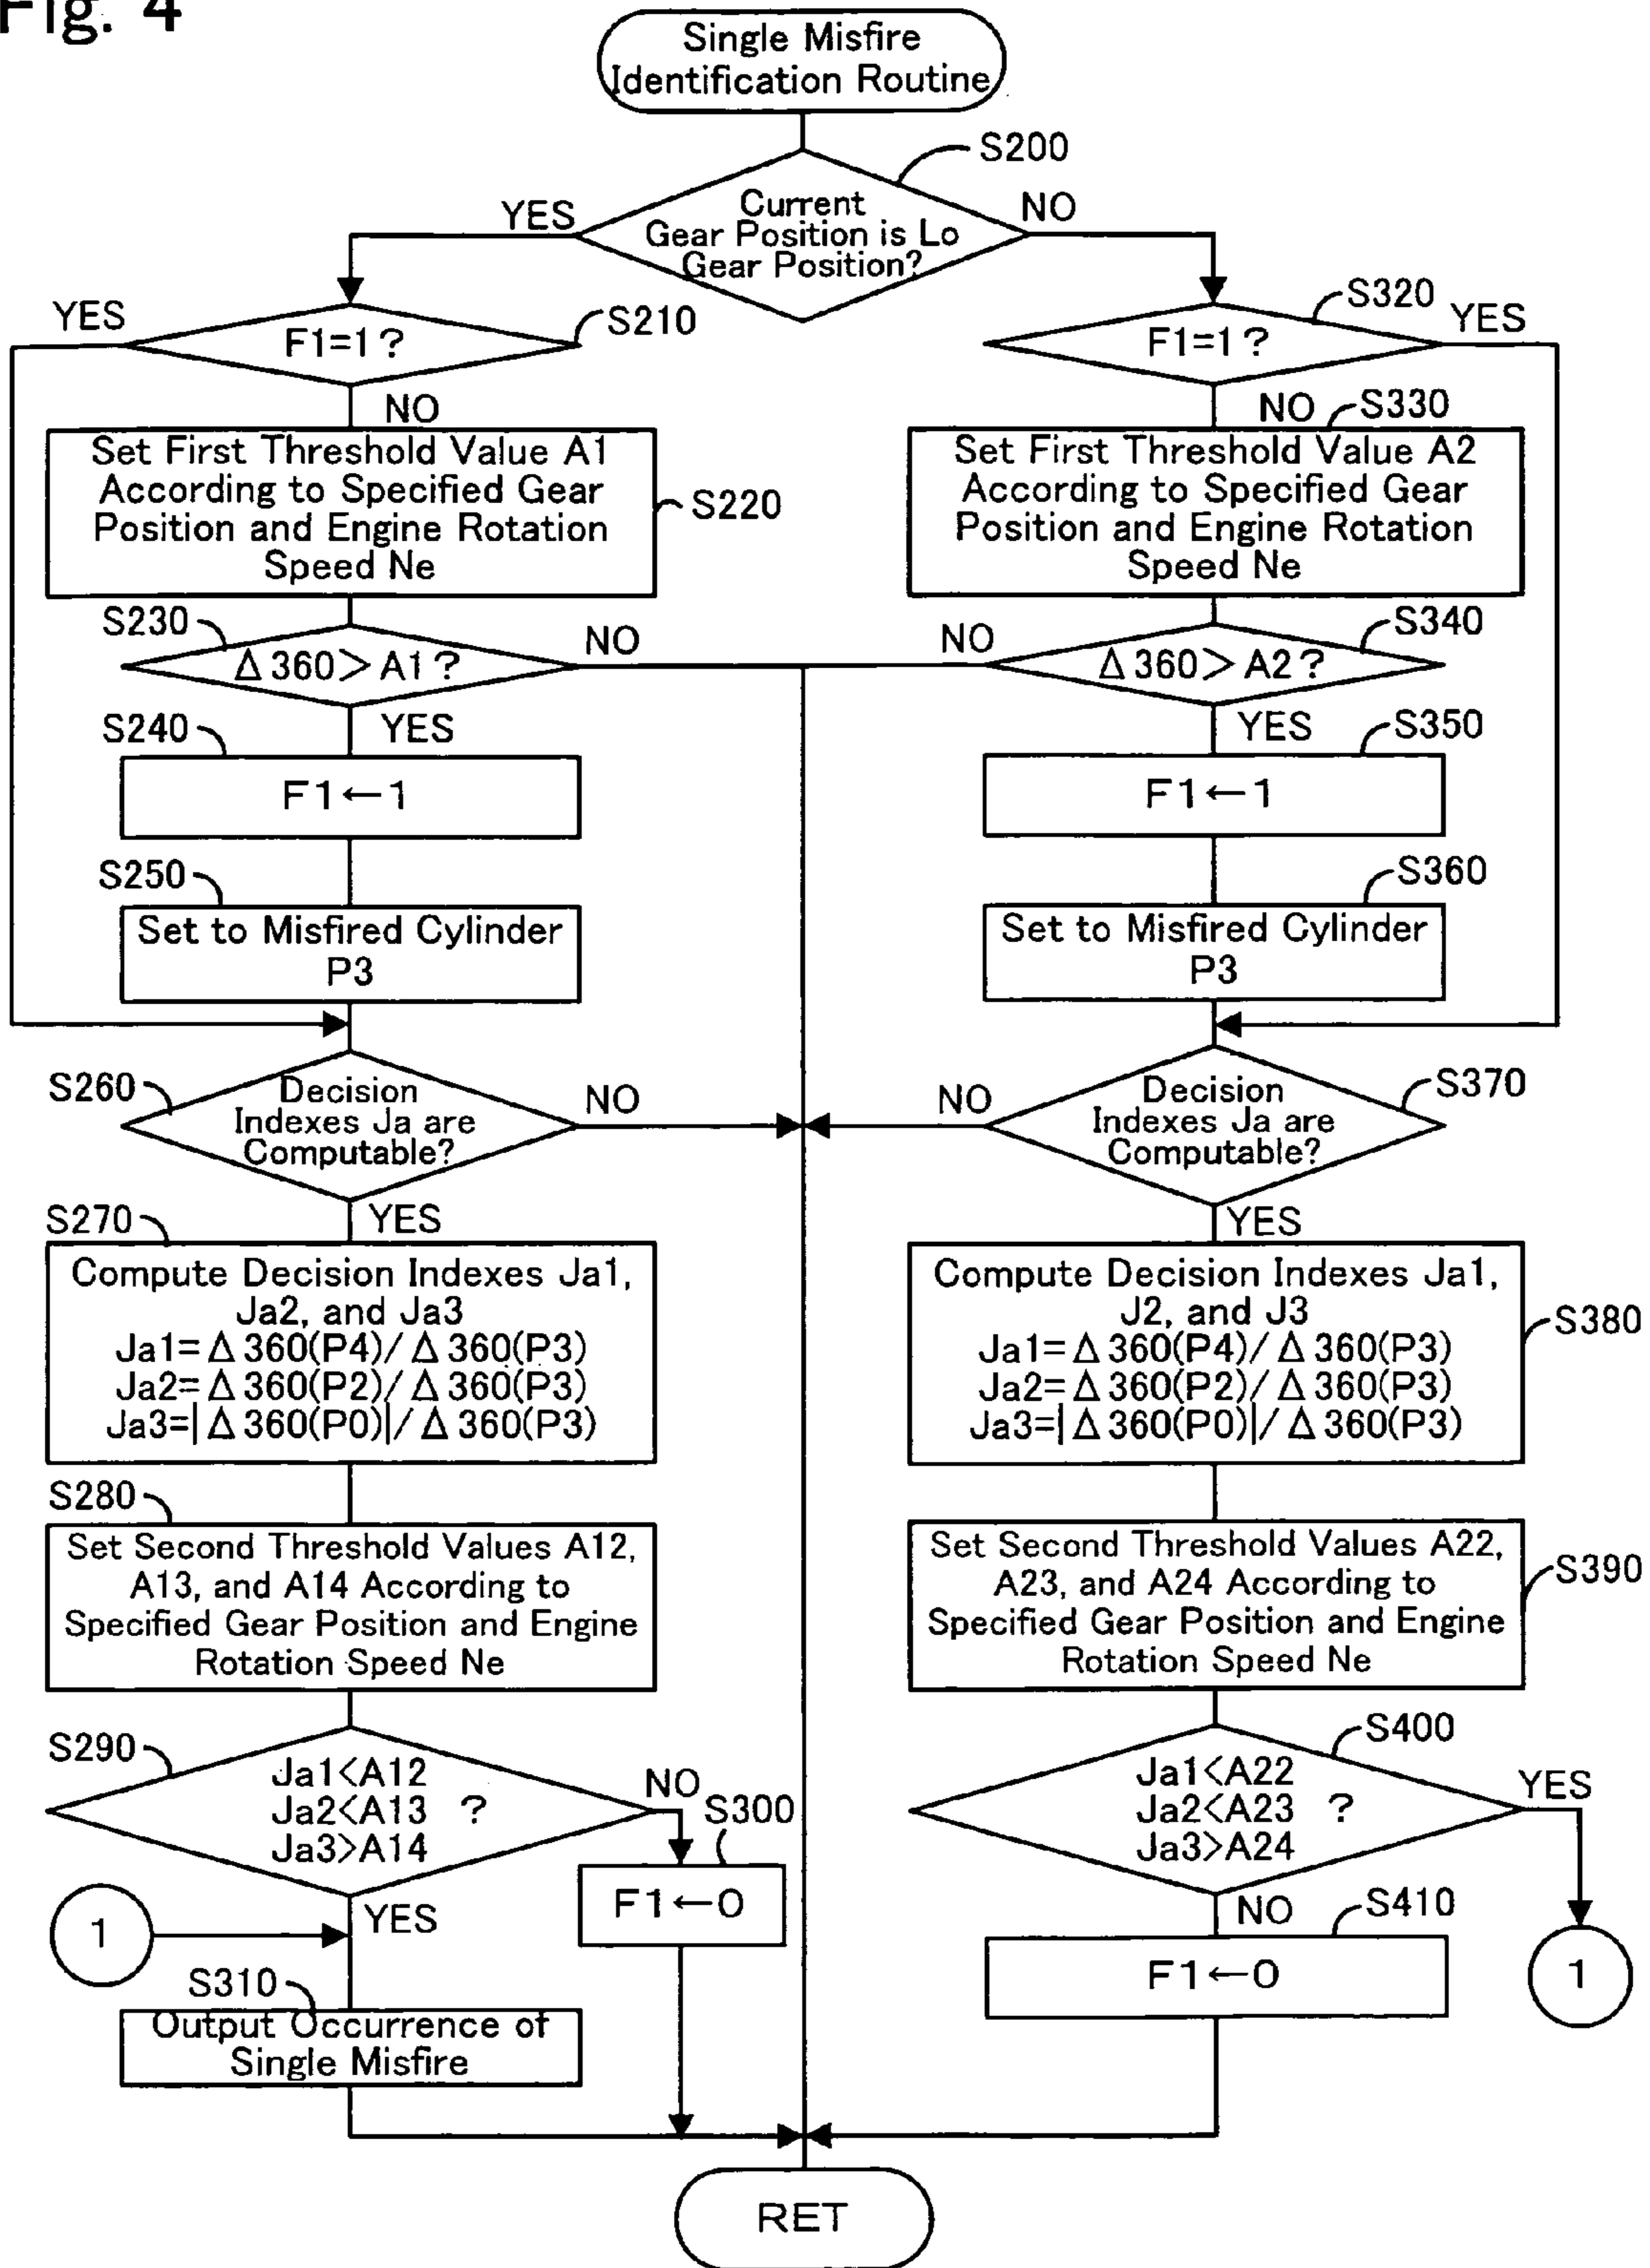 Fig. 4
Single Misfire
Identification Routine
S200
Current
Gear Position is Lo
Gear Position?
YES
NO
S210
F1=1?
YES
NO
S320
F1=1?
YES
NO
S330
Set First Threshold Value A1
According to Specified Gear
Position and Engine Rotation
Speed Ne
S220
Set First Threshold Value A2
According to Specified Gear
Position and Engine Rotation
Speed Ne
S230
Δ360>A1?
NO
YES
S340
Δ360>A2?
NO
YES
S240
F1←1
S350
F1←1
S250
Set to Misfired Cylinder
P3
S360
Set to Misfired Cylinder
P3
S260
Decision
Indexes Ja are
Computable?
NO
YES
S370
Decision
Indexes Ja are
Computable?
NO
YES
S270
Compute Decision Indexes Ja1,
Ja2, and Ja3
Ja1=Δ360(P4)/Δ360(P3)
Ja2=Δ360(P2)/Δ360(P3)
Ja3=|Δ360(P0)|/Δ360(P3)
S380
Compute Decision Indexes Ja1,
J2, and J3
Ja1=Δ360(P4)/Δ360(P3)
Ja2=Δ360(P2)/Δ360(P3)
Ja3=|Δ360(P0)|/Δ360(P3)
S280
Set Second Threshold Values A12,
A13, and A14 According to
Specified Gear Position and Engine
Rotation Speed Ne
S390
Set Second Threshold Values A22,
A23, and A24 According to
Specified Gear Position and Engine
Rotation Speed Ne
S290
Ja1<A12
Ja2<A13 ?
Ja3>A14
NO
YES
S300
F1←0
S400
Ja1<A22
Ja2<A23 ?
Ja3>A24
YES
NO
S410
F1←0
1
1
S310
Output Occurrence of
Single Misfire
RET